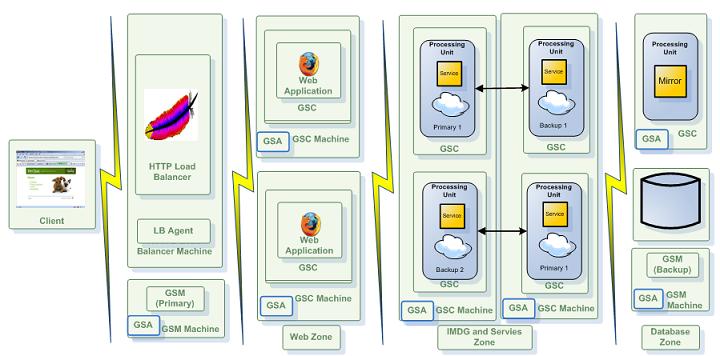 Client
HTTP Load
Balancer
LB Agent
Balancer Machine
GSM
(Primary)
GSA
GSM Machine
Web
Application
GSC
GSA
GSC Machine
Web
Application
GSC
GSA
GSC Machine
Web Zone
Processing
Unit
Service
Primary 1
GSC
Processing
Unit
Service
Backup 1
GSC
Processing
Unit
Service
Backup 2
GSC
GSA
GSC Machine
Processing
Unit
Service
Primary 1
GSC
GSA
GSC Machine
IMDG and Servies
Zone
Processing
Unit
Mirror
GSA
GSC
GSM
(Backup)
GSA
GSM
Machine
Database
Zone